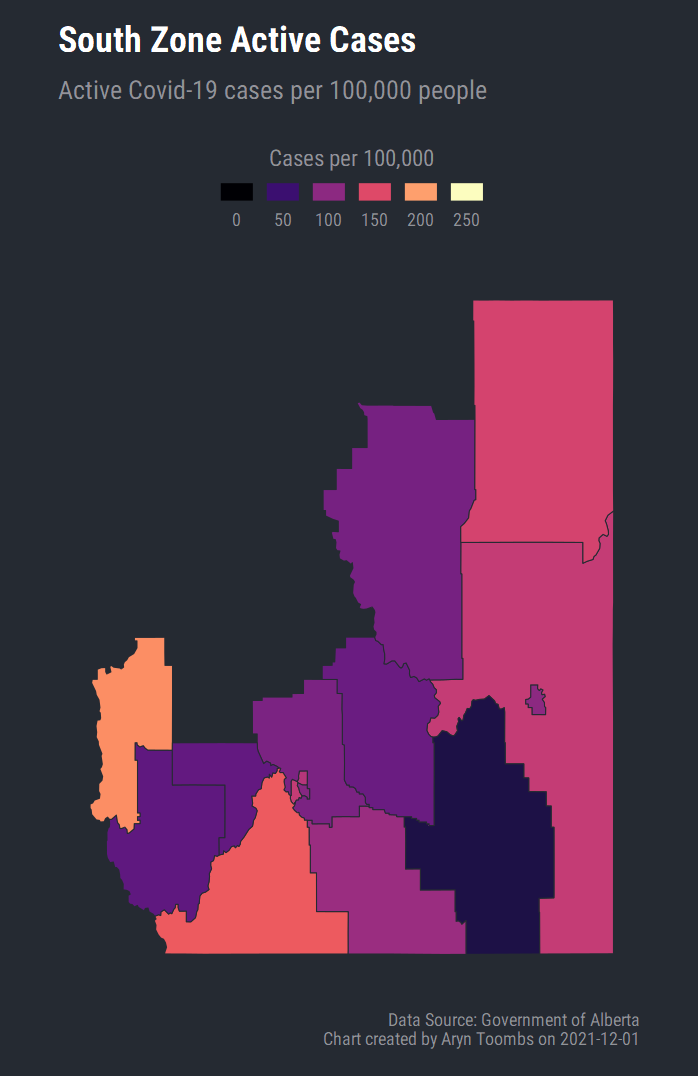 South Zone Active Cases
Active Covid-19 cases per 100,000 people
Cases per 100,000
0 50 100 150 200 250
Data Source: Government of Alberta
Chart created by Aryn Toombs on 2021-12-01